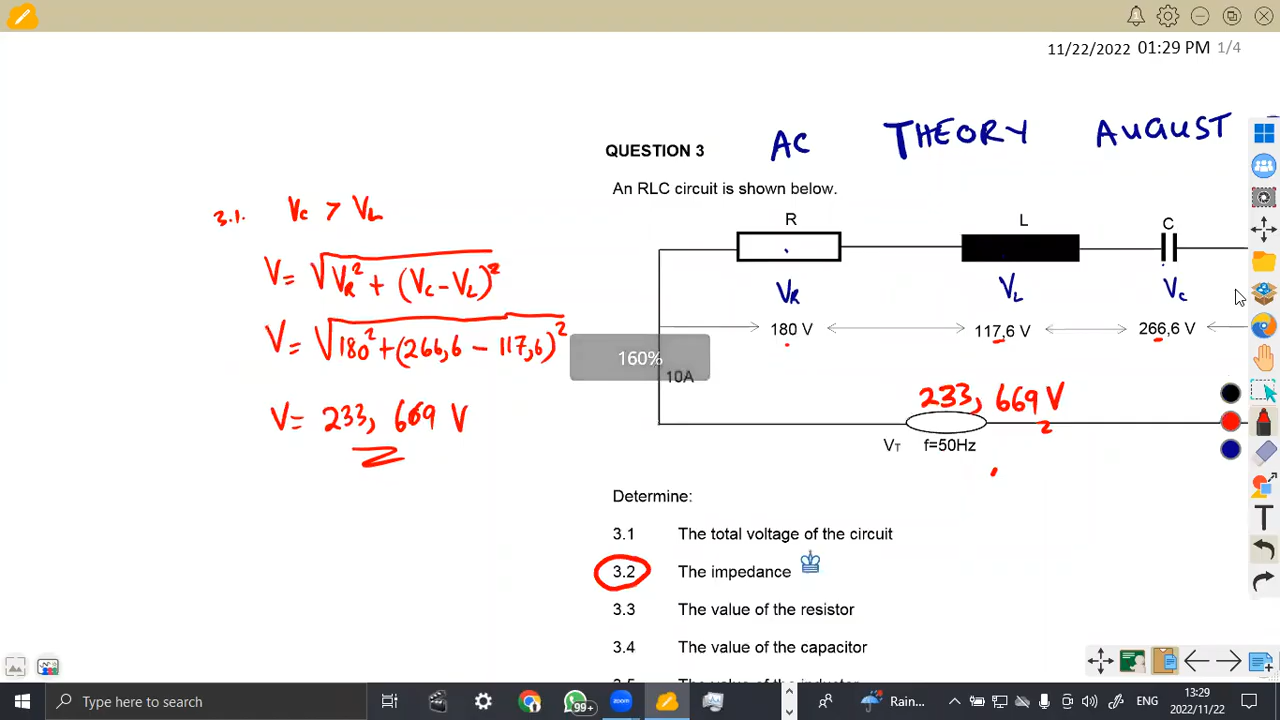 11/22/2022 01:29 PM 1/4
AC THEORY AUGUST
QUESTION 3
An RLC circuit is shown below.
R
L
C
3.1. Vc > VL
V= √VR² + (Vc - VL)²
V= √180² + (266,6 - 117,6)²
V= 233, 669 V
VR
VL
Vc
180 V
117,6 V
266,6 V
160%
10A
233, 669 V
VT f=50Hz
Determine:
3.1 The total voltage of the circuit
3.2 The impedance
3.3 The value of the resistor
3.4 The value of the capacitor
T
Type here to search
99+
Rain...
ENG
13:29
2022/11/22